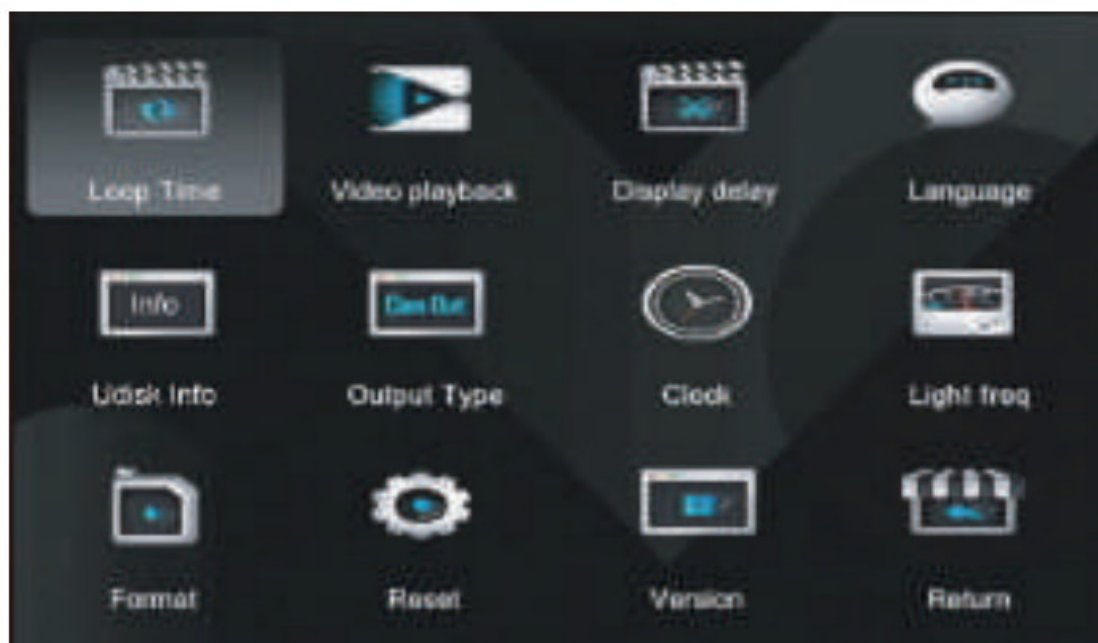 Loop Time
Video playback
Display delay
Language
Info
Udisk Info
Output Type
Clock
Light freq
Format
Reset
Version
Return